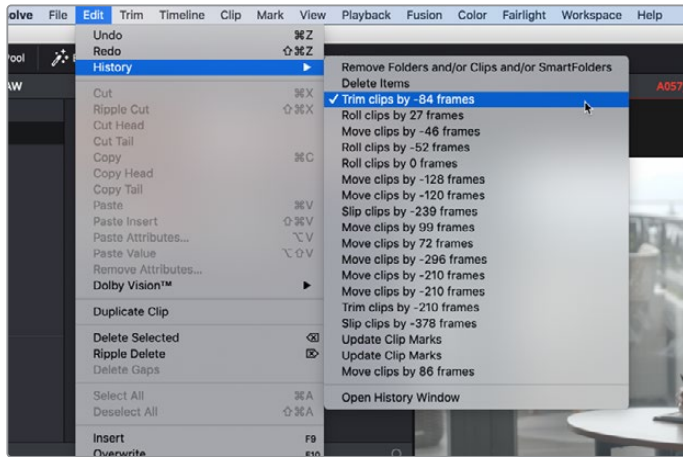 olve File Edit Trim Timeline Clip Mark View Playback Fusion Color Fairlight Workspace Help
ool
AW
A057
Undo ⌘Z
Redo ⇧⌘Z
History ▶
Cut ⌘X
Ripple Cut ⇧⌘X
Cut Head
Cut Tail
Copy ⌘C
Copy Head
Copy Tail
Paste ⌘V
Paste Insert ⇧⌘V
Paste Attributes... ⌥V
Paste Value ⌥⇧V
Remove Attributes...
Dolby Vision™ ▶
Duplicate Clip
Delete Selected ⌫
Ripple Delete ⌦
Delete Gaps
Select All ⌘A
Deselect All ⇧⌘A
Insert F9
Overwrite F10
Remove Folders and/or Clips and/or SmartFolders
Delete Items
✓ Trim clips by -84 frames
Roll clips by 27 frames
Move clips by -46 frames
Roll clips by -52 frames
Roll clips by 0 frames
Move clips by -128 frames
Move clips by -120 frames
Slip clips by -239 frames
Move clips by 99 frames
Move clips by 72 frames
Move clips by -296 frames
Move clips by -210 frames
Move clips by -210 frames
Trim clips by -210 frames
Slip clips by -378 frames
Update Clip Marks
Update Clip Marks
Move clips by 86 frames
Open History Window